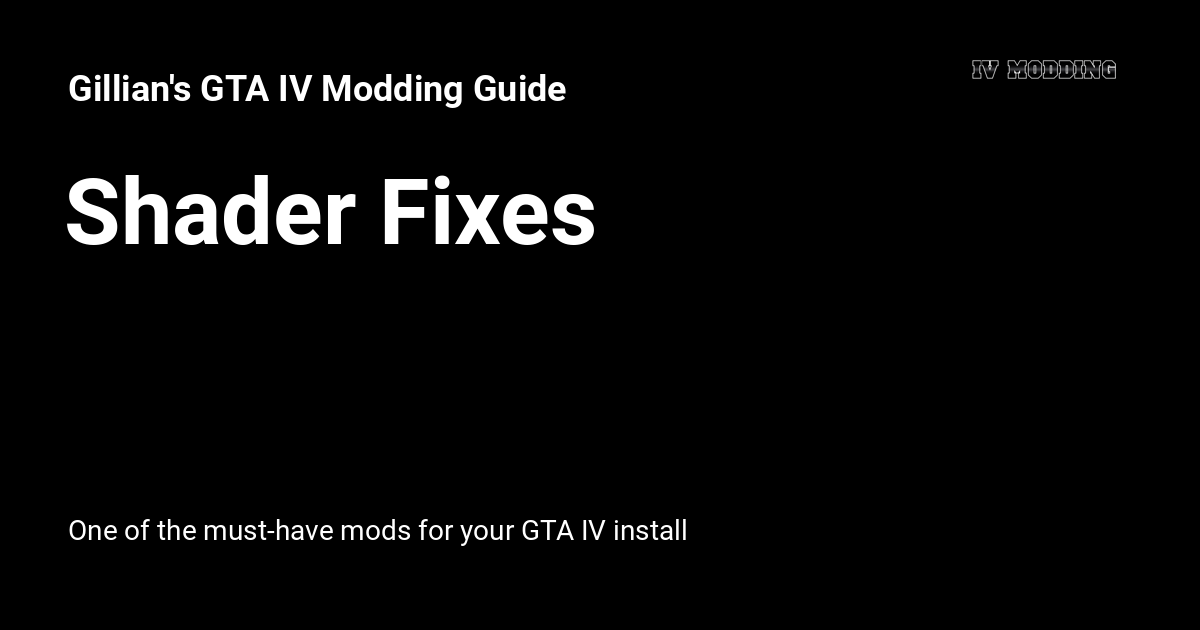 Gillian's GTA IV Modding Guide
IV MODDING
Shader Fixes
One of the must-have mods for your GTA IV install